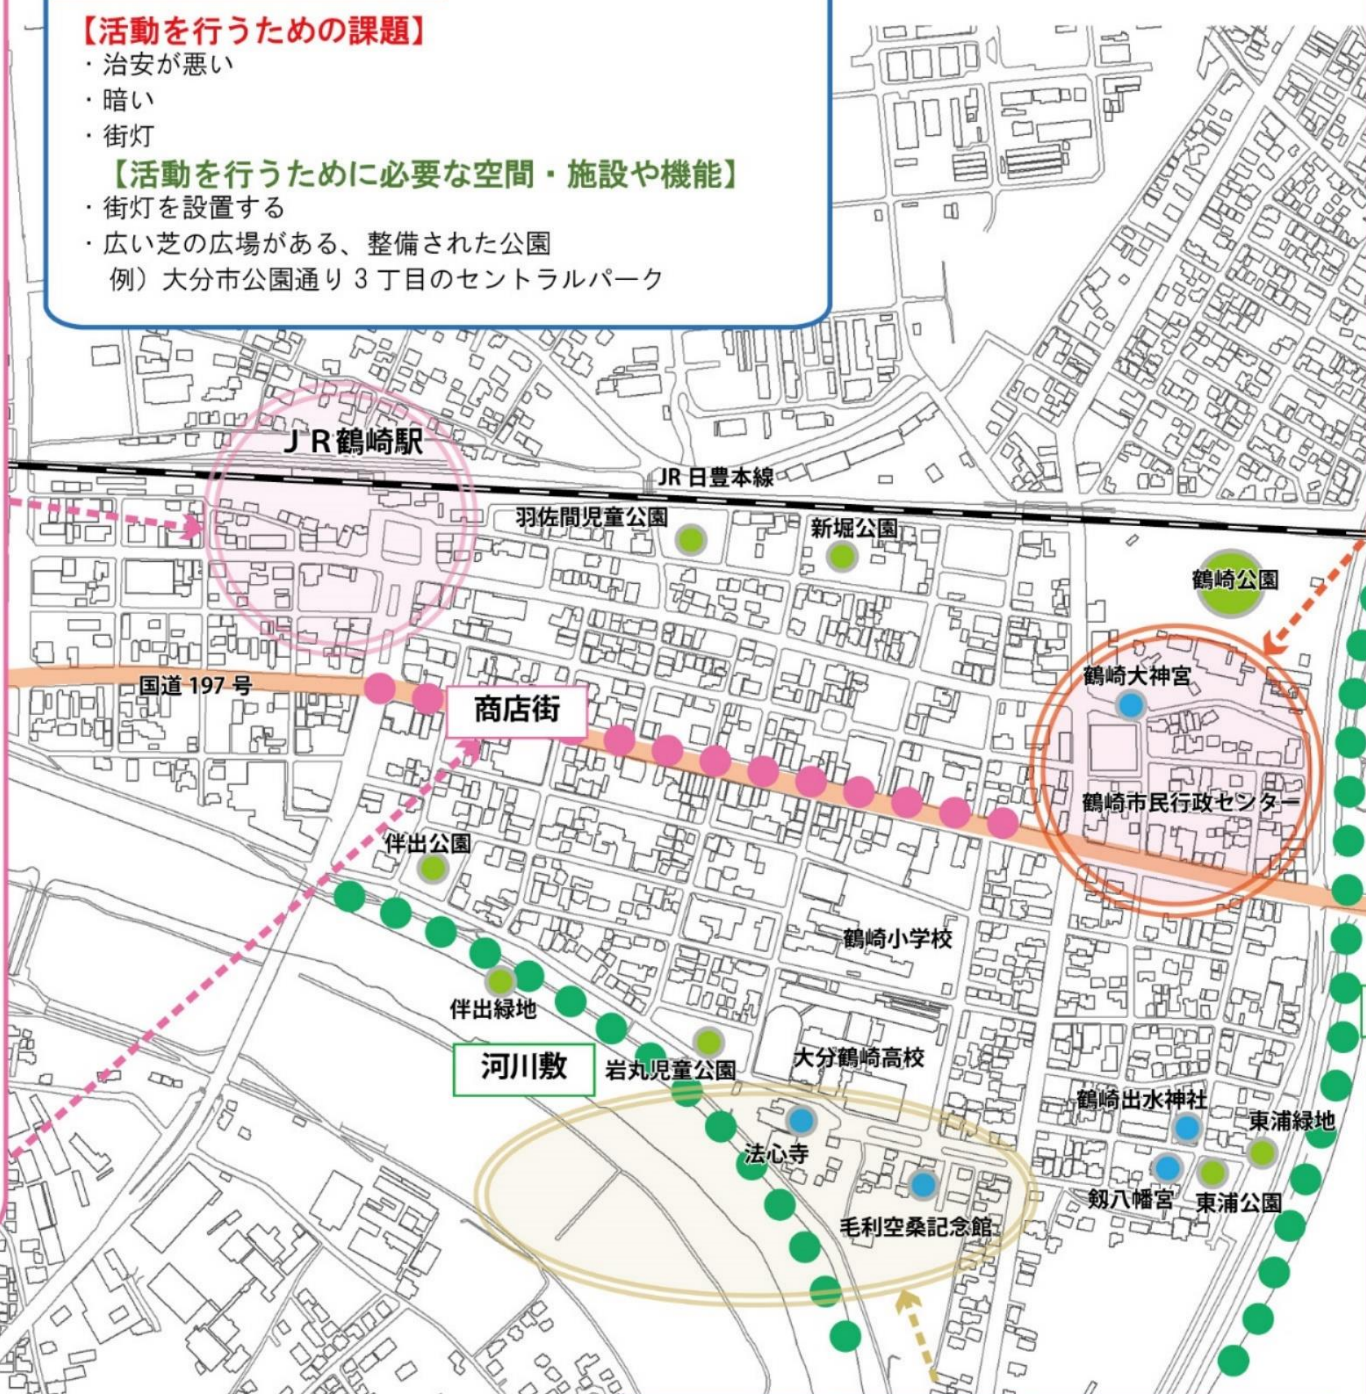 【活動を行うための課題】
・治安が悪い
・暗い
・街灯
【活動を行うために必要な空間・施設や機能】
・街灯を設置する
・広い芝の広場がある、整備された公園
例）大分市公園通り3丁目のセントラルパーク
ＪＲ鶴崎駅
JR日豊本線
羽佐間児童公園
新堀公園
鶴崎公園
鶴崎大神宮
国道197号
商店街
鶴崎市民行政センター
伴出公園
鶴崎小学校
伴出緑地
河川敷
岩丸児童公園
大分鶴崎高校
鶴崎出水神社
東浦緑地
法心寺
剱八幡宮
東浦公園
毛利空桑記念館